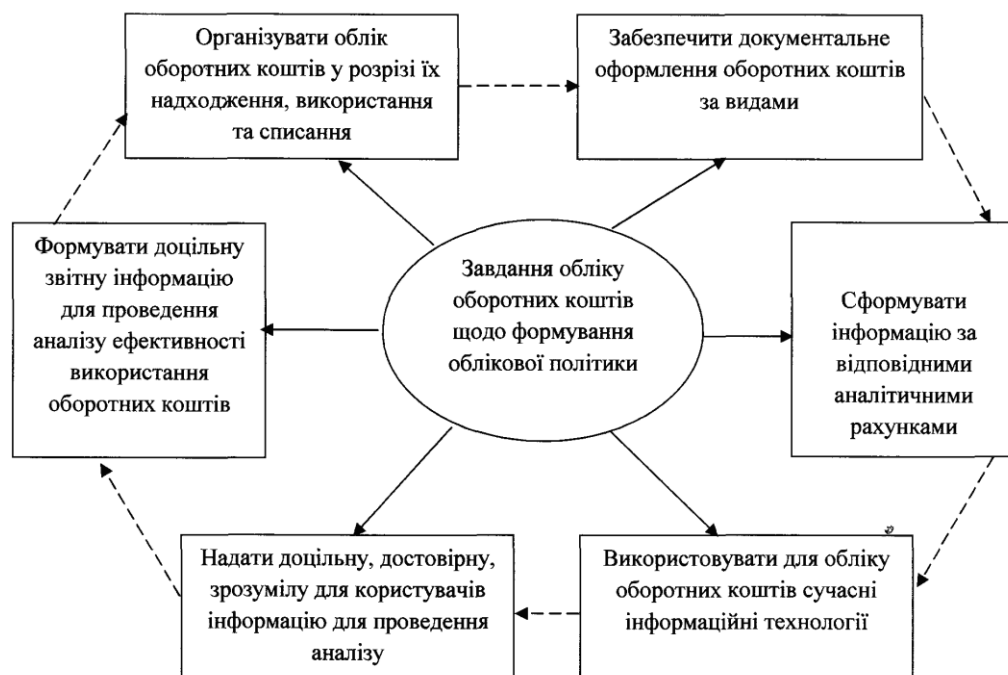 Організувати облік
оборотних коштів у розрізі їх
надходження, використання
та списання
Забезпечити документальне
оформлення оборотних коштів
за видами
Формувати доцільну
звітну інформацію
для проведення
аналізу ефективності
використання
оборотних коштів
Завдання обліку
оборотних коштів
щодо формування
облікової політики
Сформувати
інформацію за
відповідними
аналітичними
рахунками
Надати доцільну, достовірну,
зрозумілу для користувачів
інформацію для проведення
аналізу
Використовувати для обліку
оборотних коштів сучасні
інформаційні технології